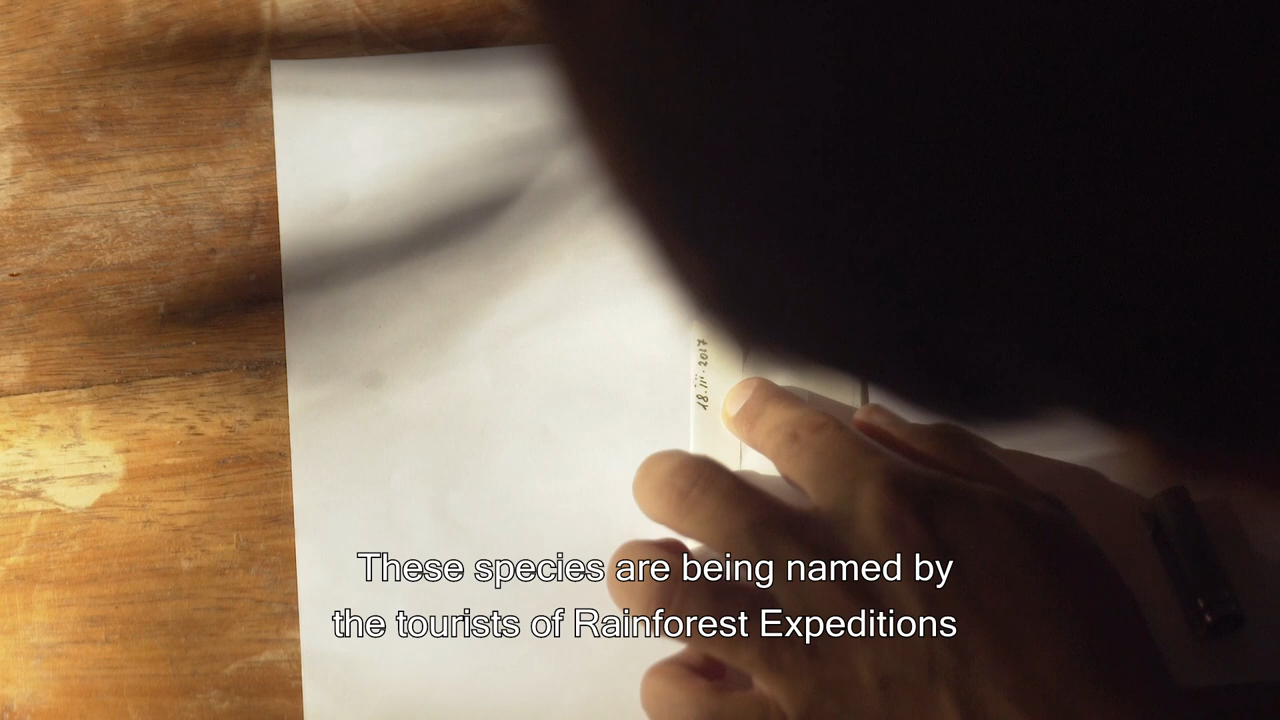 18.iii.2017
These species are being named by
the tourists of Rainforest Expeditions